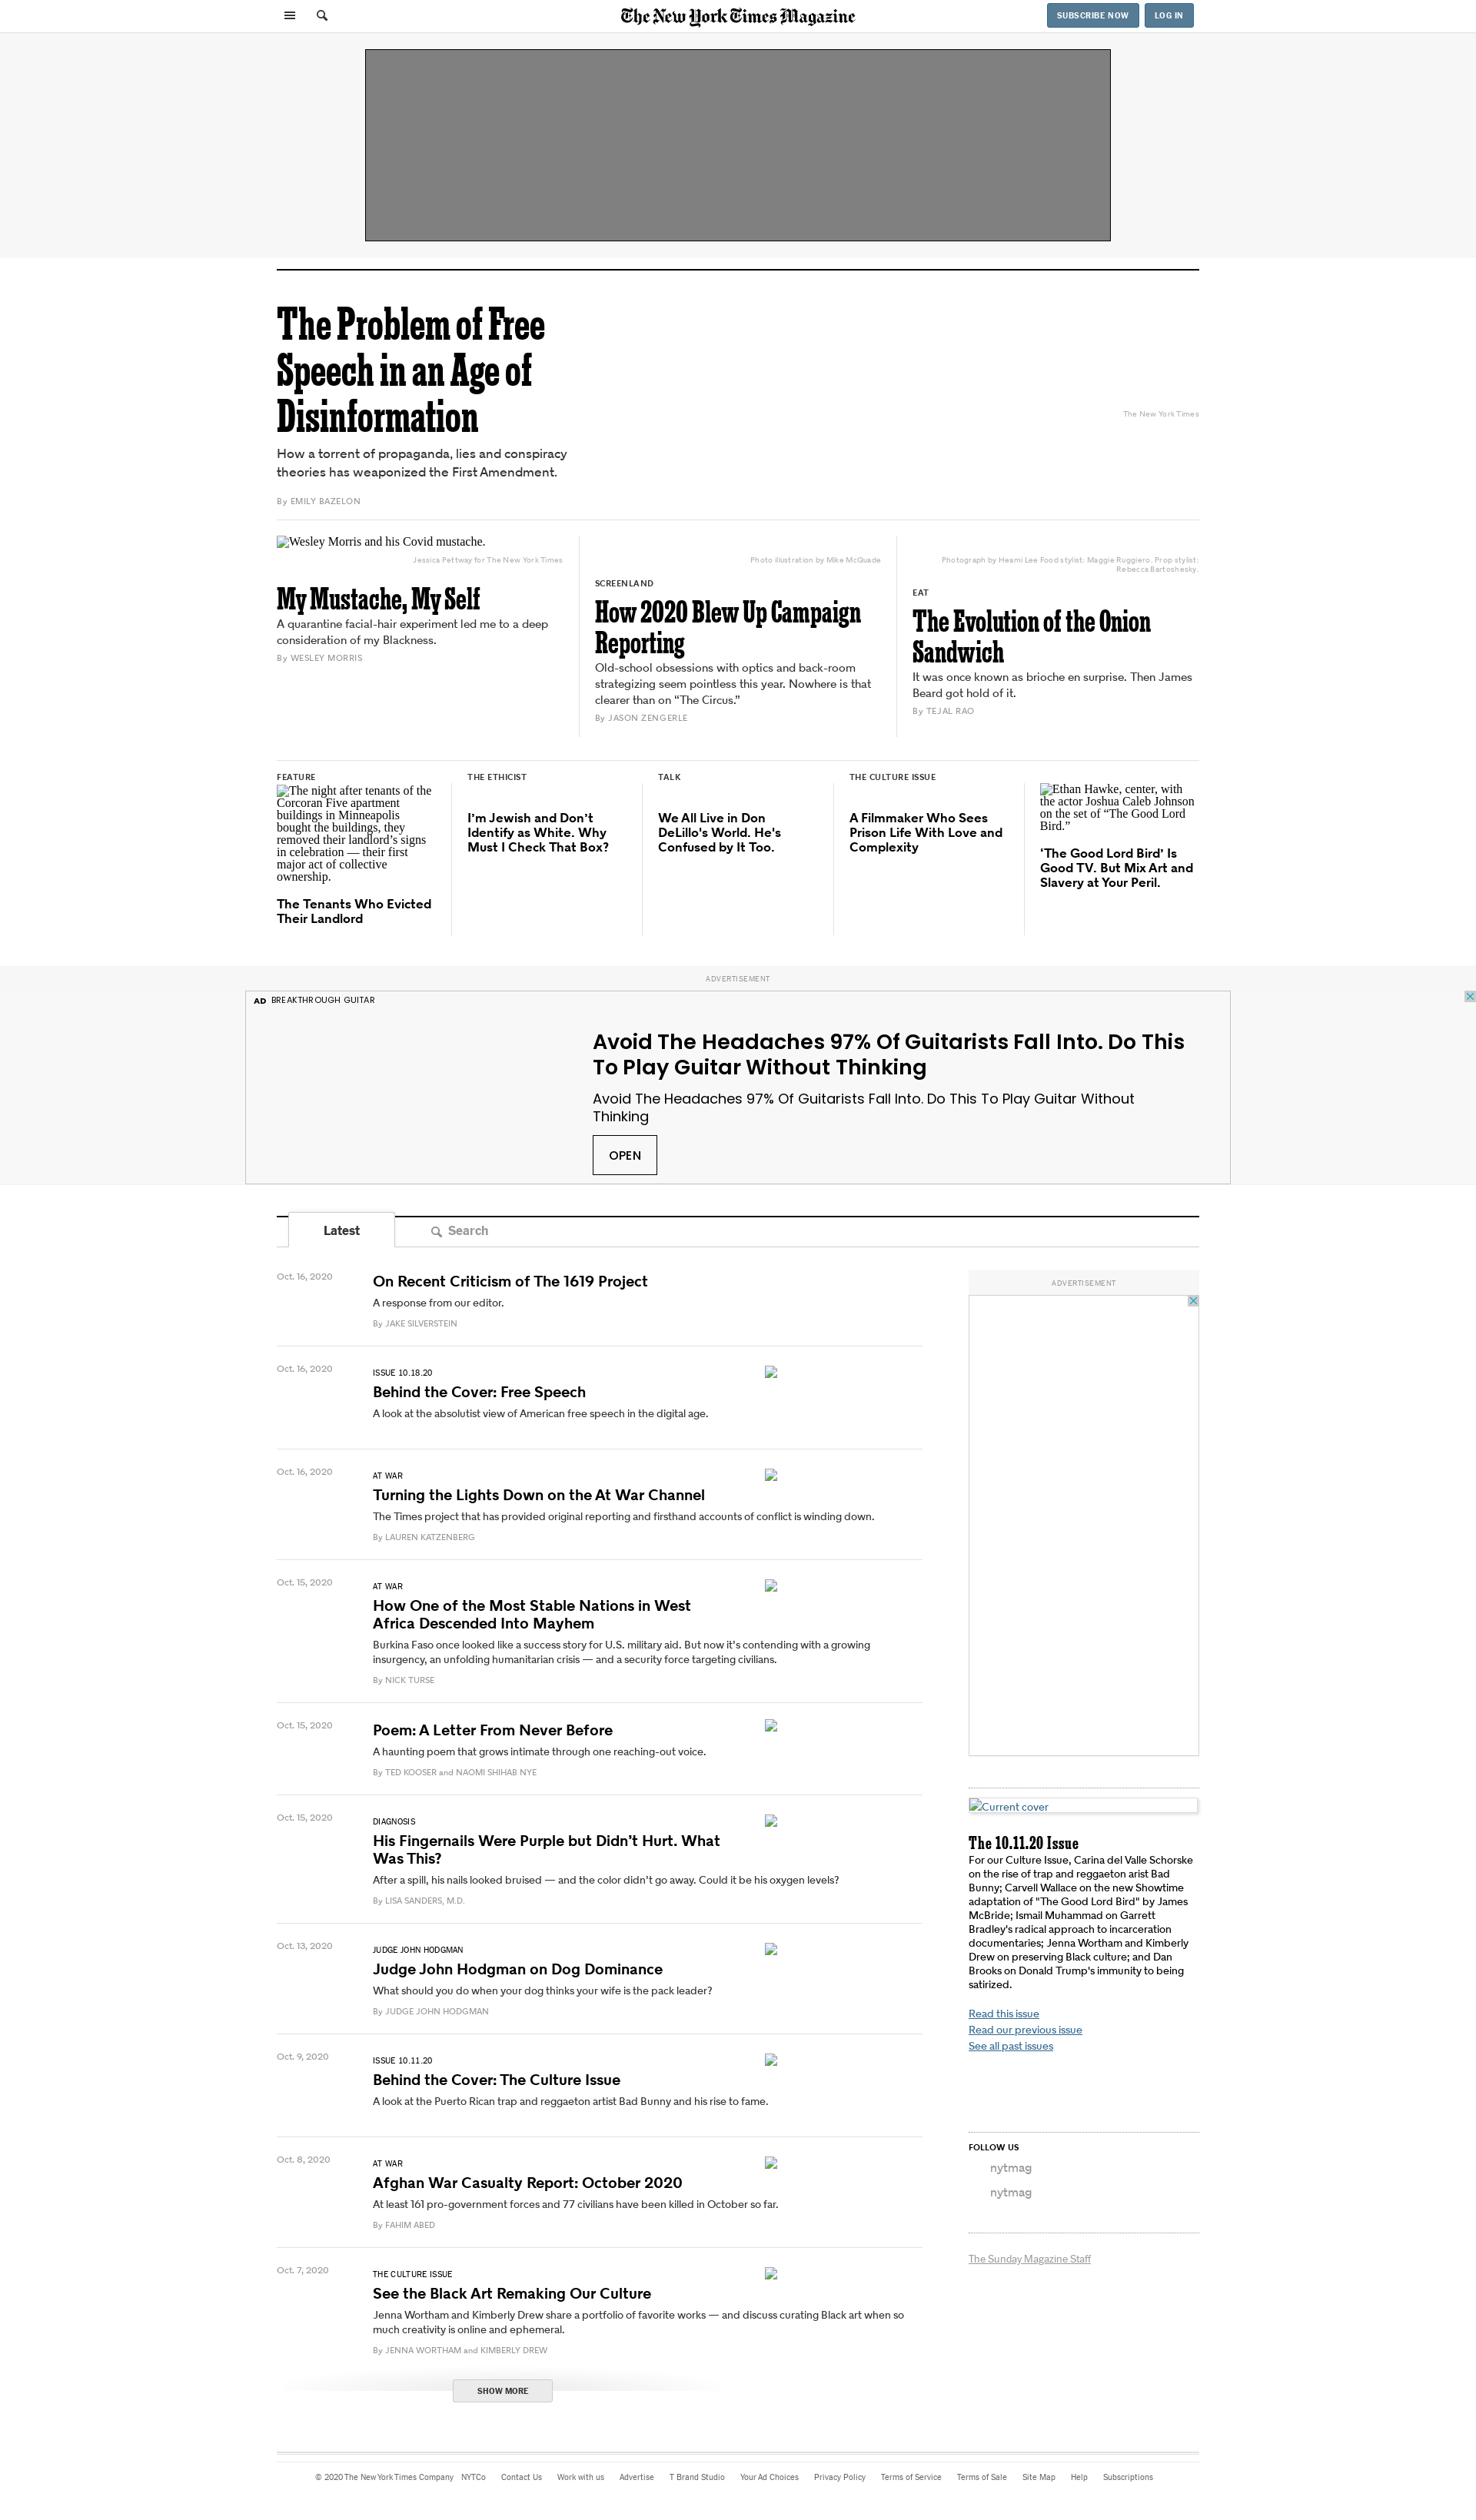 The New York Times Magazine
SUBSCRIBE NOW
LOG IN
The Problem of Free
Speech in an Age of
Disinformation
The New York Times
How a torrent of propaganda, lies and conspiracy
theories has weaponized the First Amendment.
By EMILY BAZELON
Wesley Morris and his Covid mustache.
Jessica Pettway for The New York Times
My Mustache, My Self
A quarantine facial-hair experiment led me to a deep
consideration of my Blackness.
By WESLEY MORRIS
Photo illustration by Mike McQuade
SCREENLAND
How 2020 Blew Up Campaign
Reporting
Old-school obsessions with optics and back-room
strategizing seem pointless this year. Nowhere is that
clearer than on “The Circus.”
By JASON ZENGERLE
Photograph by Heami Lee Food stylist: Maggie Ruggiero. Prop stylist:
Rebecca Bartoshesky.
EAT
The Evolution of the Onion
Sandwich
It was once known as brioche en surprise. Then James
Beard got hold of it.
By TEJAL RAO
FEATURE
The night after tenants of the
Corcoran Five apartment
buildings in Minneapolis
bought the buildings, they
removed their landlord’s signs
in celebration — their first
major act of collective
ownership.
The Tenants Who Evicted
Their Landlord
THE ETHICIST
I’m Jewish and Don’t
Identify as White. Why
Must I Check That Box?
TALK
We All Live in Don
DeLillo's World. He's
Confused by It Too.
THE CULTURE ISSUE
A Filmmaker Who Sees
Prison Life With Love and
Complexity
Ethan Hawke, center, with
the actor Joshua Caleb Johnson
on the set of “The Good Lord
Bird.”
‘The Good Lord Bird’ Is
Good TV. But Mix Art and
Slavery at Your Peril.
ADVERTISEMENT
AD BREAKTHROUGH GUITAR
Avoid The Headaches 97% Of Guitarists Fall Into. Do This
To Play Guitar Without Thinking
Avoid The Headaches 97% Of Guitarists Fall Into. Do This To Play Guitar Without
Thinking
OPEN
Latest
Search
Oct. 16, 2020
On Recent Criticism of The 1619 Project
A response from our editor.
By JAKE SILVERSTEIN
Oct. 16, 2020
ISSUE 10.18.20
Behind the Cover: Free Speech
A look at the absolutist view of American free speech in the digital age.
Oct. 16, 2020
AT WAR
Turning the Lights Down on the At War Channel
The Times project that has provided original reporting and firsthand accounts of conflict is winding down.
By LAUREN KATZENBERG
Oct. 15, 2020
AT WAR
How One of the Most Stable Nations in West
Africa Descended Into Mayhem
Burkina Faso once looked like a success story for U.S. military aid. But now it’s contending with a growing
insurgency, an unfolding humanitarian crisis — and a security force targeting civilians.
By NICK TURSE
Oct. 15, 2020
Poem: A Letter From Never Before
A haunting poem that grows intimate through one reaching-out voice.
By TED KOOSER and NAOMI SHIHAB NYE
Oct. 15, 2020
DIAGNOSIS
His Fingernails Were Purple but Didn’t Hurt. What
Was This?
After a spill, his nails looked bruised — and the color didn’t go away. Could it be his oxygen levels?
By LISA SANDERS, M.D.
Oct. 13, 2020
JUDGE JOHN HODGMAN
Judge John Hodgman on Dog Dominance
What should you do when your dog thinks your wife is the pack leader?
By JUDGE JOHN HODGMAN
Oct. 9, 2020
ISSUE 10.11.20
Behind the Cover: The Culture Issue
A look at the Puerto Rican trap and reggaeton artist Bad Bunny and his rise to fame.
Oct. 8, 2020
AT WAR
Afghan War Casualty Report: October 2020
At least 161 pro-government forces and 77 civilians have been killed in October so far.
By FAHIM ABED
Oct. 7, 2020
THE CULTURE ISSUE
See the Black Art Remaking Our Culture
Jenna Wortham and Kimberly Drew share a portfolio of favorite works — and discuss curating Black art when so
much creativity is online and ephemeral.
By JENNA WORTHAM and KIMBERLY DREW
SHOW MORE
ADVERTISEMENT
Current cover
The 10.11.20 Issue
For our Culture Issue, Carina del Valle Schorske
on the rise of trap and reggaeton artist Bad
Bunny; Carvell Wallace on the new Showtime
adaptation of "The Good Lord Bird" by James
McBride; Ismail Muhammad on Garrett
Bradley's radical approach to incarceration
documentaries; Jenna Wortham and Kimberly
Drew on preserving Black culture; and Dan
Brooks on Donald Trump's immunity to being
satirized.
Read this issue
Read our previous issue
See all past issues
FOLLOW US
nytmag
nytmag
The Sunday Magazine Staff
© 2020 The New York Times Company NYTCo Contact Us Work with us Advertise T Brand Studio Your Ad Choices Privacy Policy Terms of Service Terms of Sale Site Map Help Subscriptions